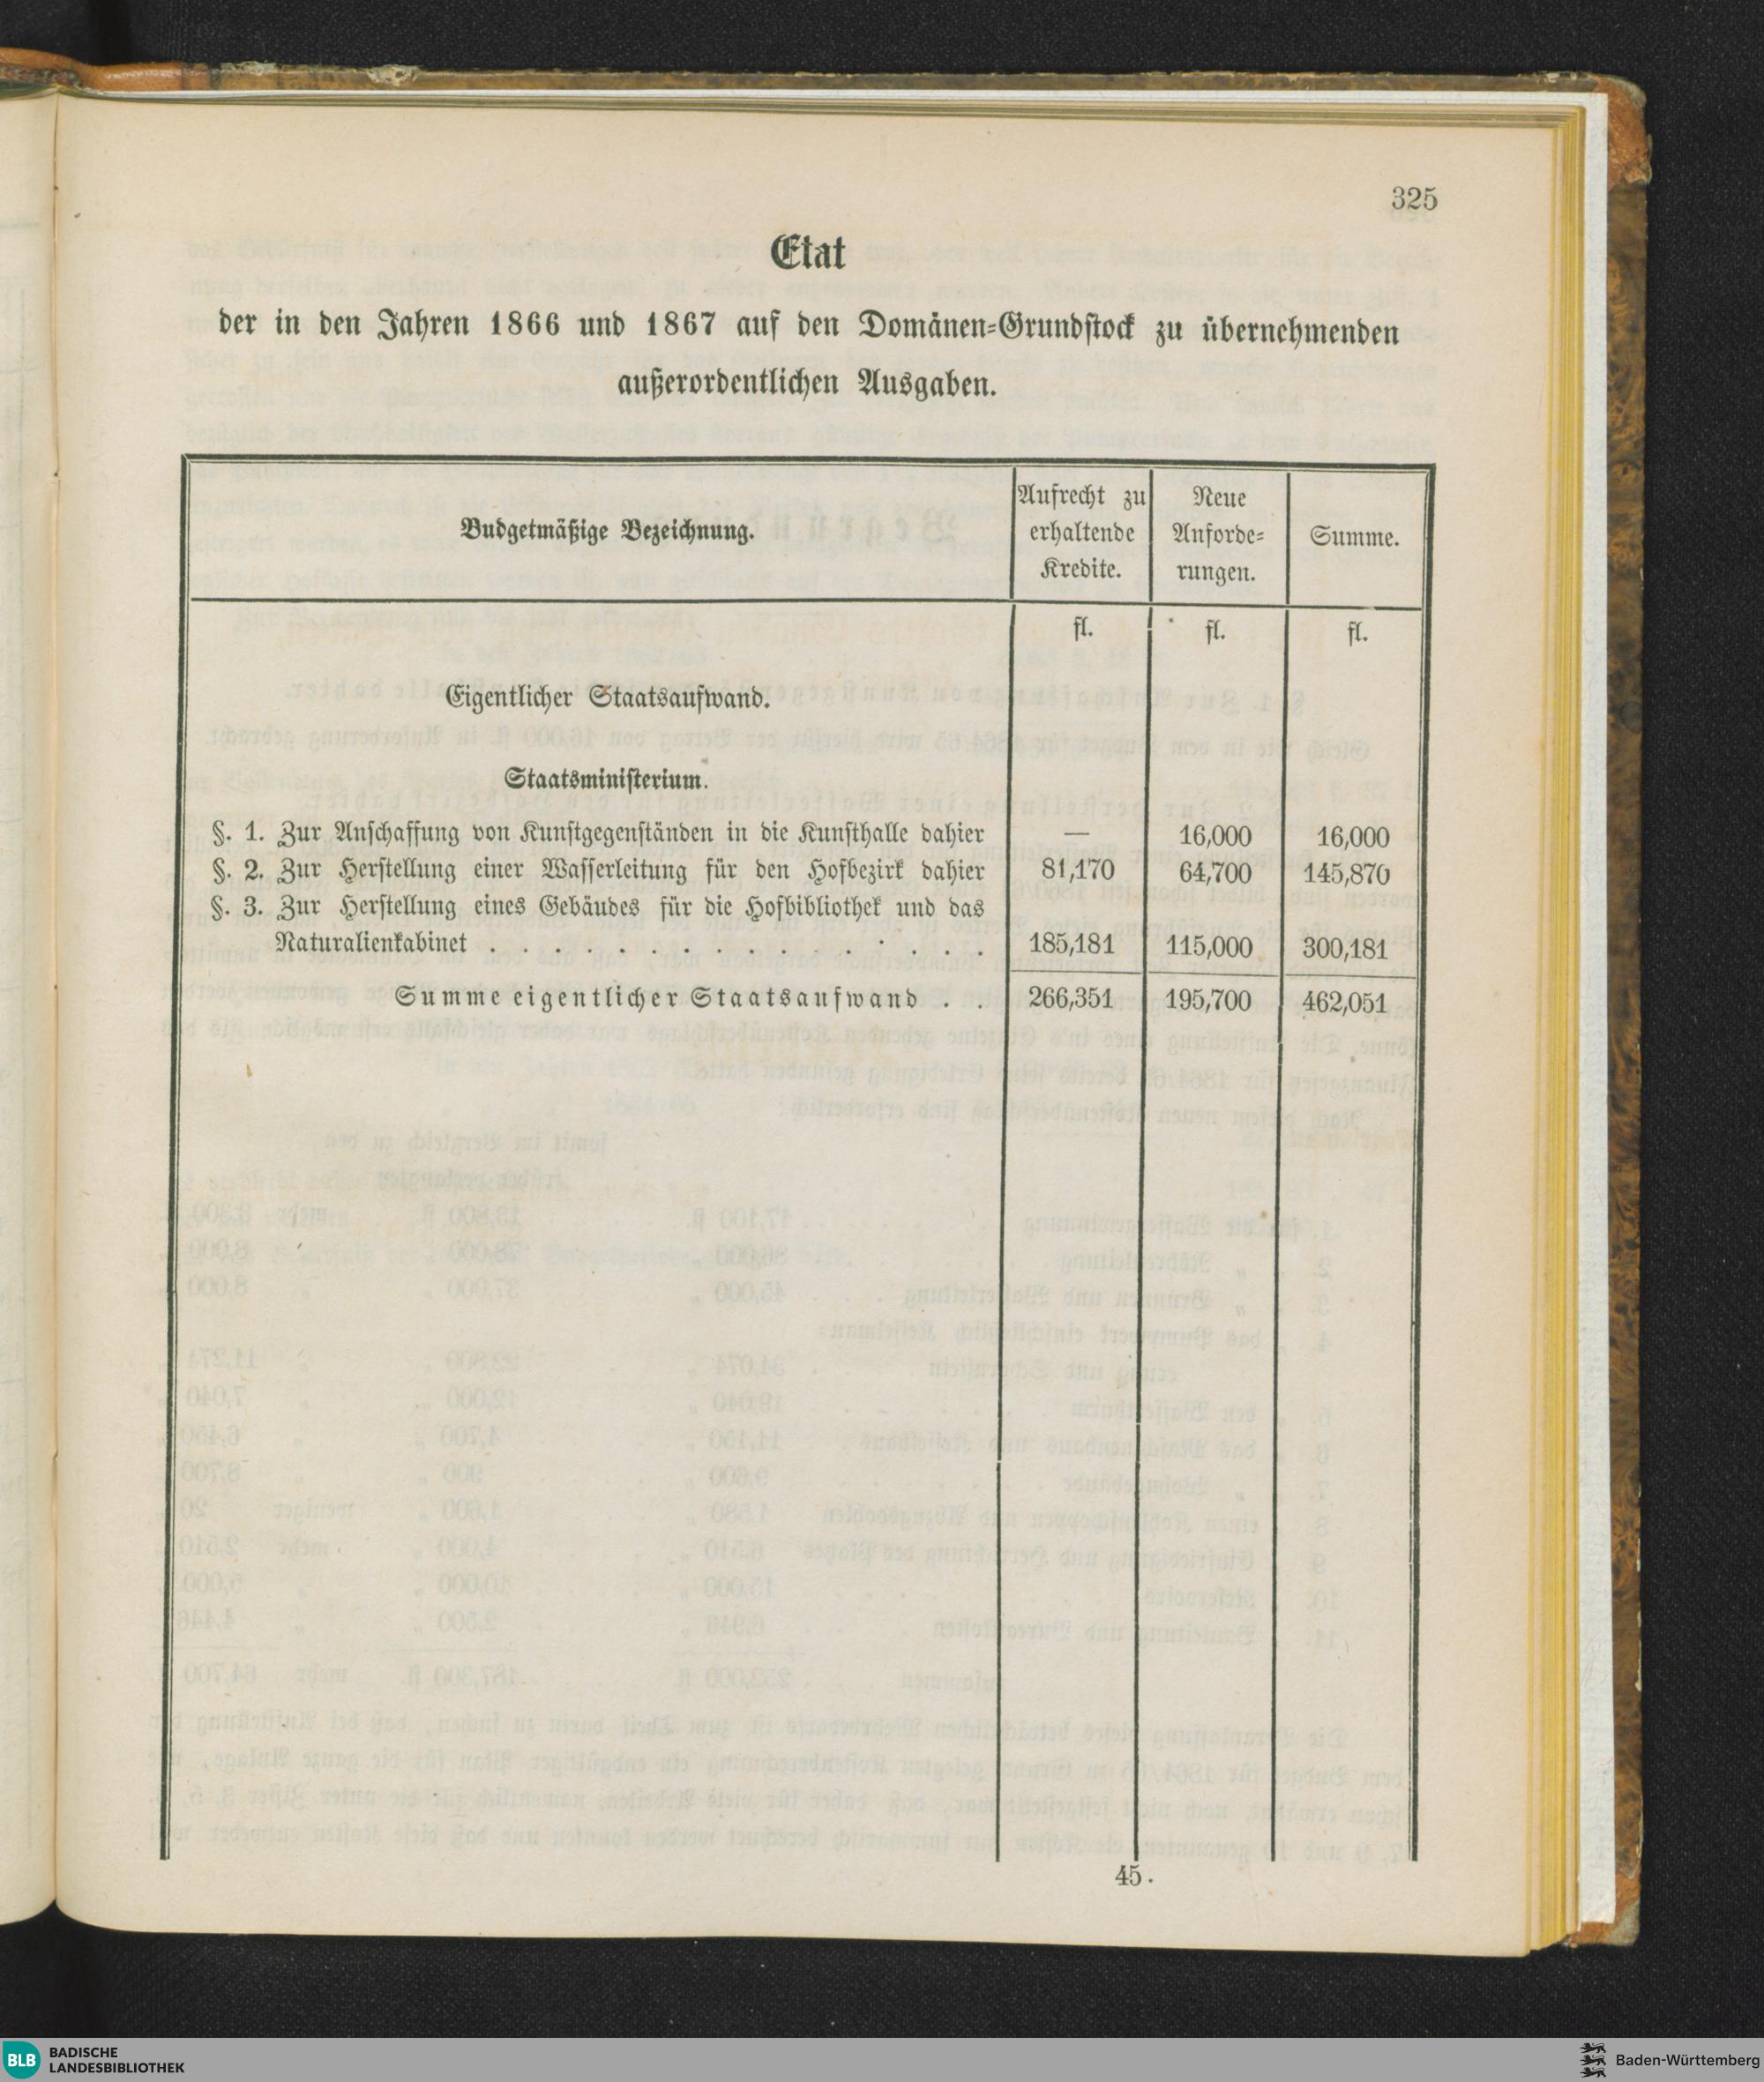 325
Etat
der in den Jahren 1866 und 1867 auf den Domänen-Grundstock zu übernehmenden
außerordentlichen Ausgaben.
Budgetmäßige Bezeichnung.
Aufrecht zu
erhaltende
Kredite.
Neue
Anforde-
rungen.
Summe.
fl. fl. fl.
Eigentlicher Staatsaufwand.
Staatsministerium.
§. 1. Zur Anschaffung von Kunstgegenständen in die Kunsthalle dahier — 16,000 16,000
§. 2. Zur Herstellung einer Wasserleitung für den Hofbezirk dahier 81,170 64,700 145,870
§. 3. Zur Herstellung eines Gebäudes für die Hofbibliothek und das
Naturalienkabinet . . . . . . . . . . . . . . . 185,181 115,000 300,181
Summe eigentlicher Staatsaufwand . . 266,351 195,700 462,051
45.
BLB BADISCHE
LANDESBIBLIOTHEK
Baden-Württemberg